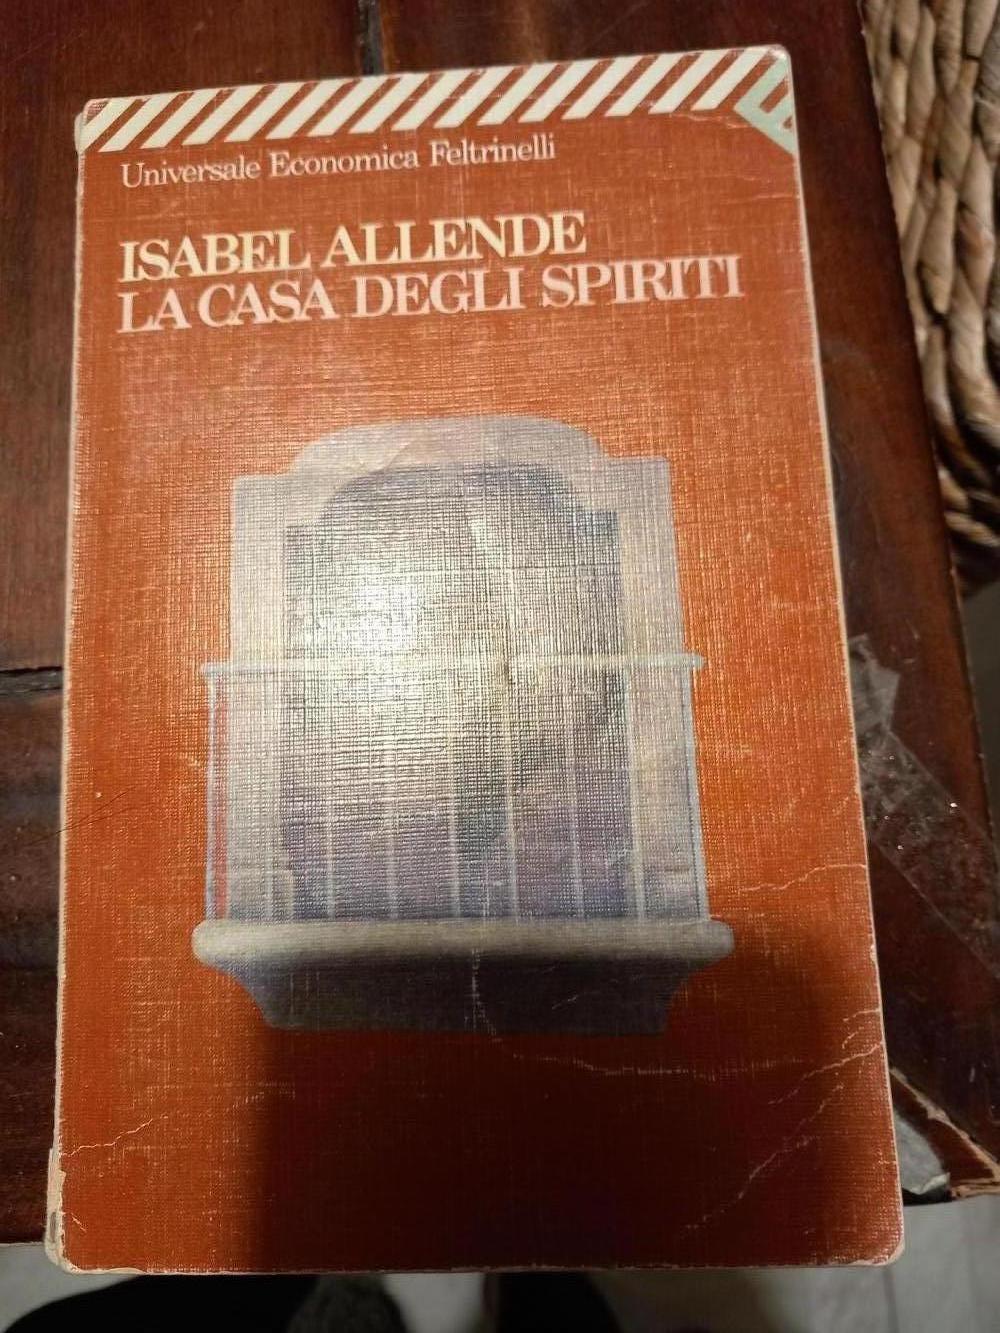 Universale Economica Feltrinelli
ISABEL ALLENDE
LA CASA DEGLI SPIRITI